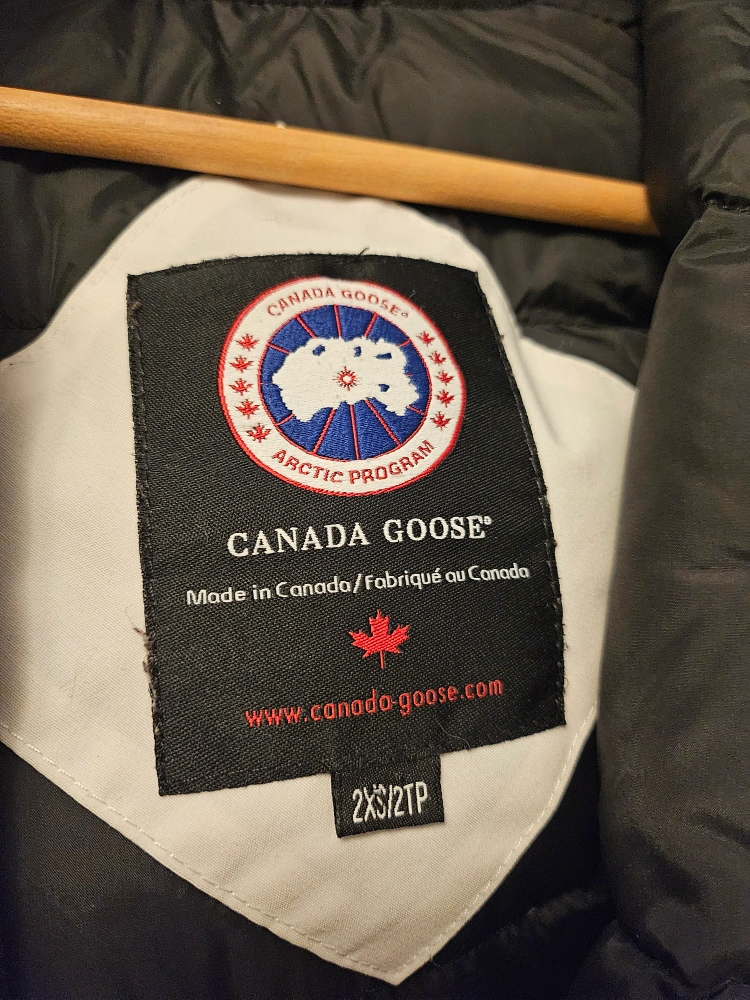 CANADA GOOSE®
ARCTIC PROGRAM
CANADA GOOSE®
Made in Canada/Fabriqué au Canada
www.canada-goose.com
2XS/2TP